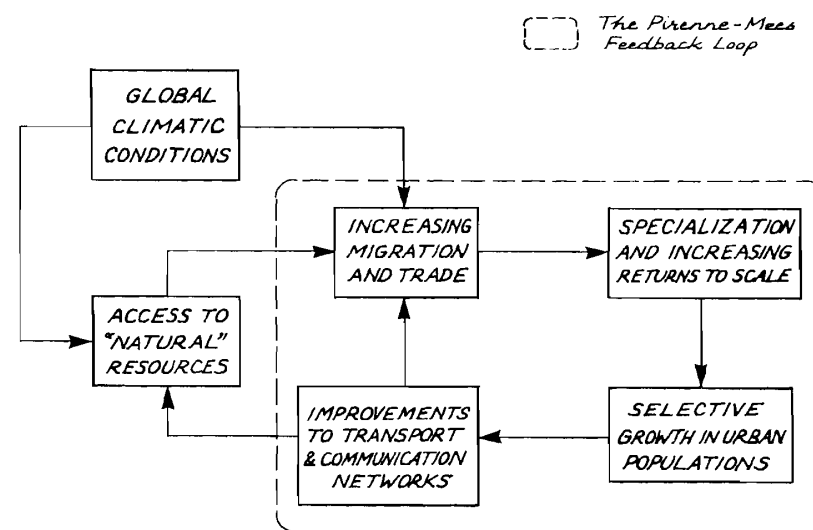 The Pirenne-Mees
Feedback Loop
GLOBAL
CLIMATIC
CONDITIONS
INCREASING
MIGRATION
AND TRADE
SPECIALIZATION
AND INCREASING
RETURNS TO SCALE
ACCESS TO
"NATURAL"
RESOURCES
IMPROVEMENTS
TO TRANSPORT
& COMMUNICATION
NETWORKS
SELECTIVE
GROWTH IN URBAN
POPULATIONS